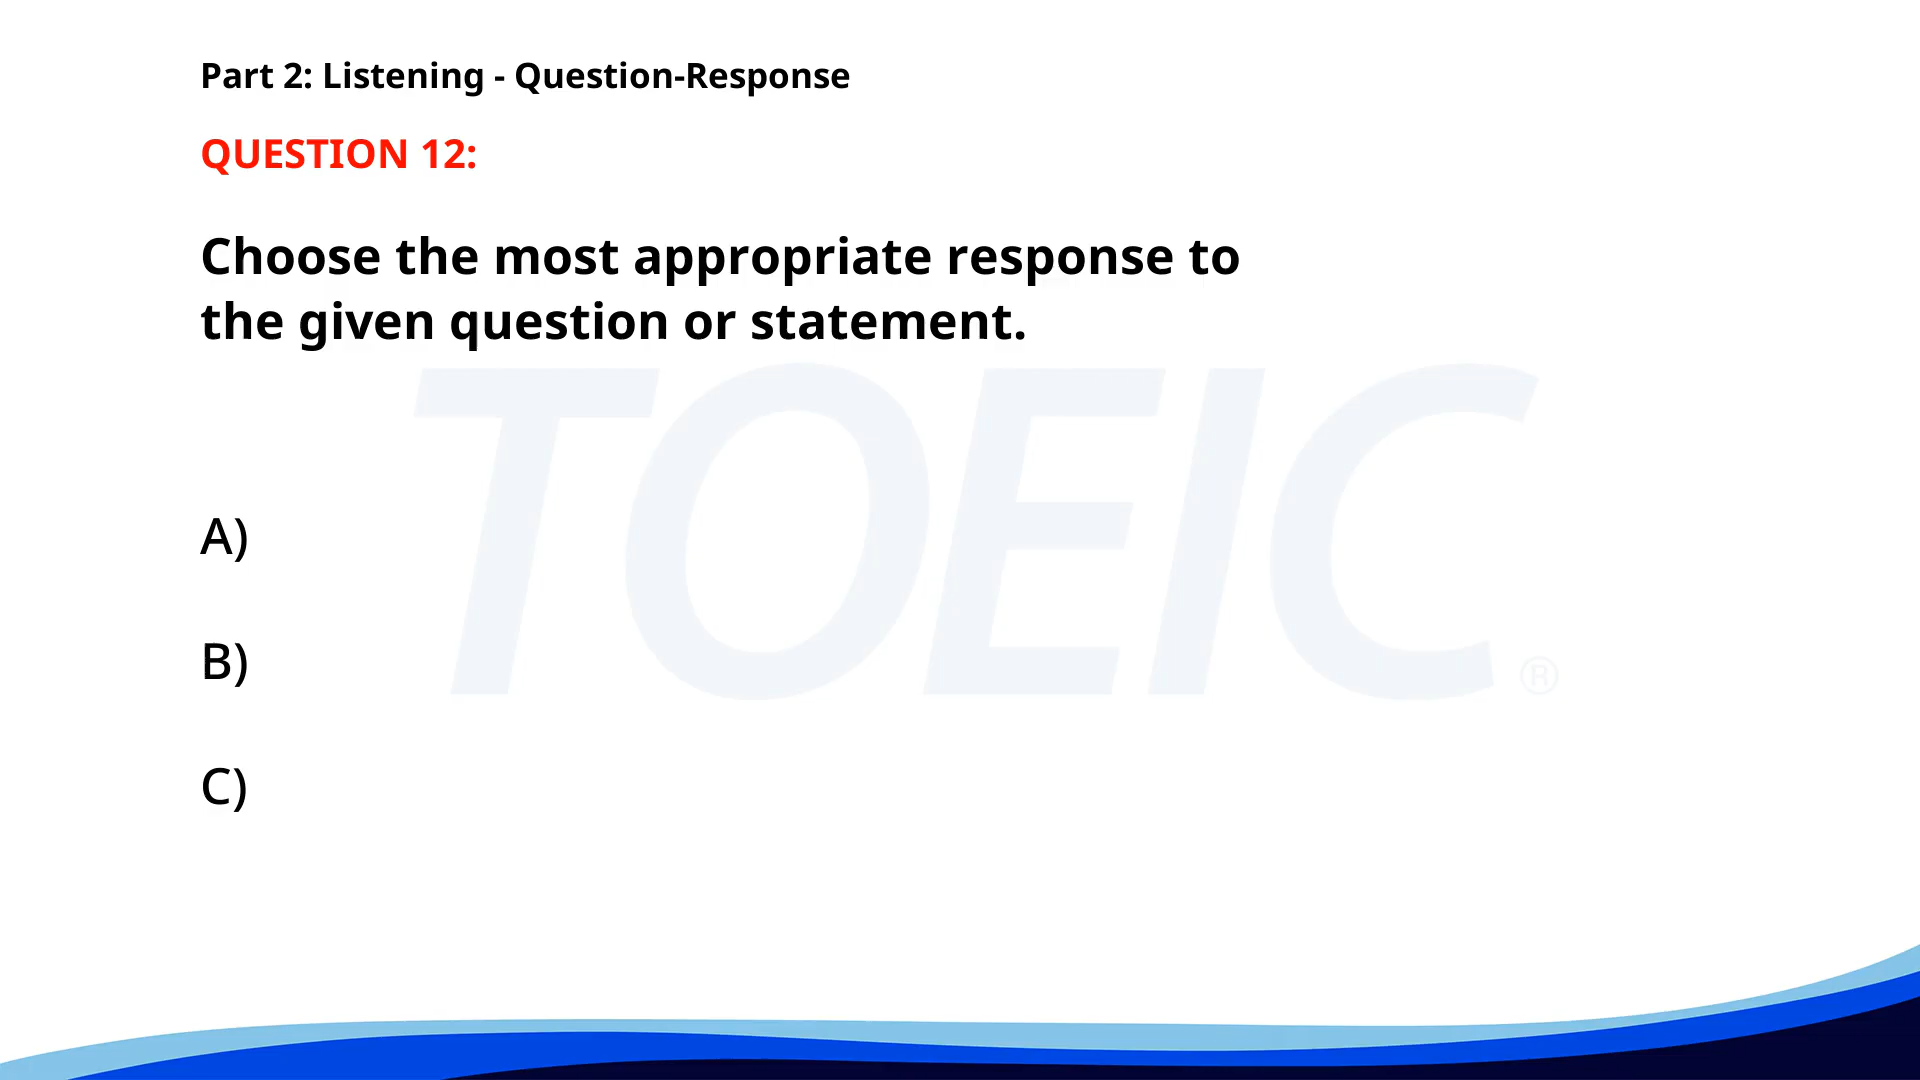 Part 2: Listening - Question-Response
QUESTION 12:
Choose the most appropriate response to
the given question or statement.
TOEIC®
A)
B)
C)